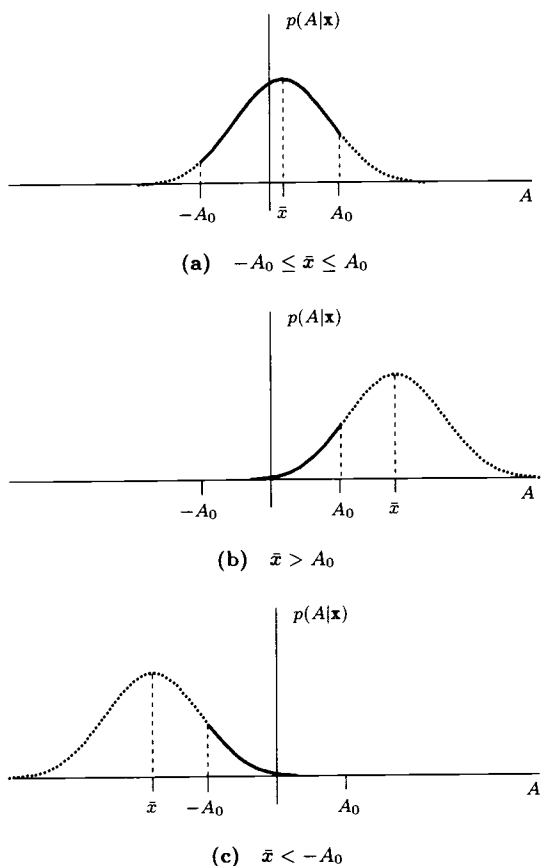 p(A|𝐱)
−A₀ x̄ A₀ A
(a) −A₀ ≤ x̄ ≤ A₀
p(A|𝐱)
−A₀ A₀ x̄ A
(b) x̄ > A₀
p(A|𝐱)
x̄ −A₀ A₀ A
(c) x̄ < −A₀